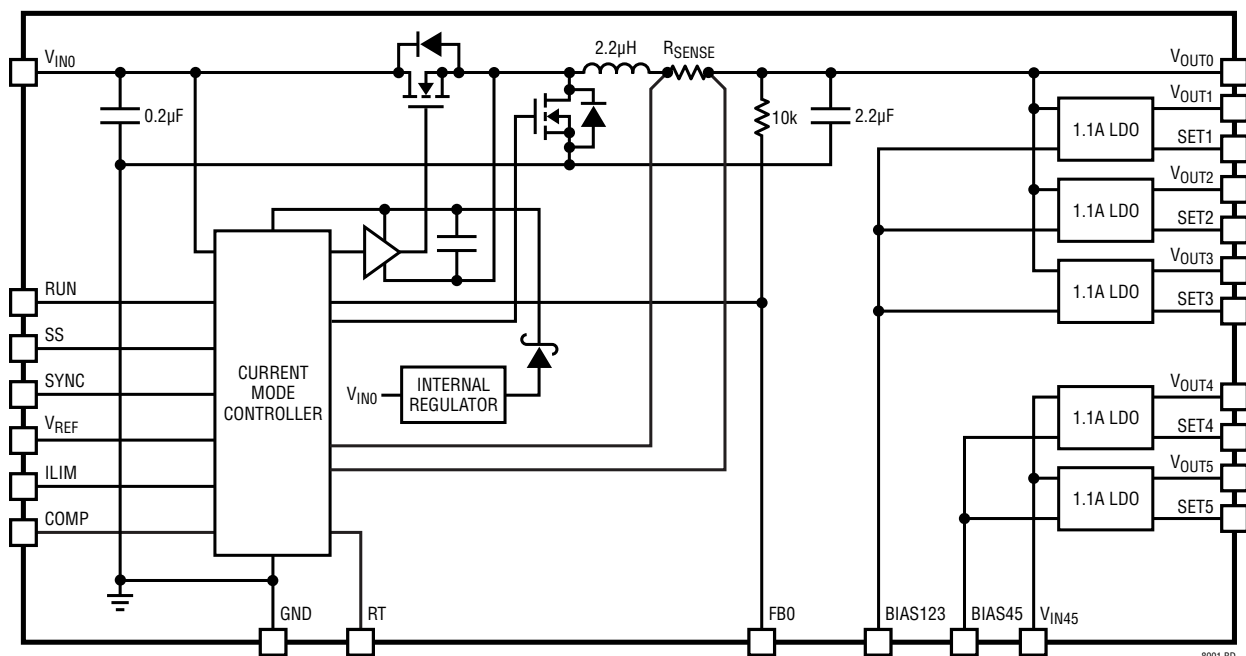 VIN0
2.2µH
RSENSE
VOUT0
0.2µF
10k
2.2µF
1.1A LDO
VOUT1
SET1
1.1A LDO
VOUT2
SET2
1.1A LDO
VOUT3
SET3
RUN
SS
SYNC
VREF
ILIM
COMP
CURRENT
MODE
CONTROLLER
VIN0
INTERNAL
REGULATOR
1.1A LDO
VOUT4
SET4
1.1A LDO
VOUT5
SET5
GND
RT
FB0
BIAS123
BIAS45
VIN45
8001 BD